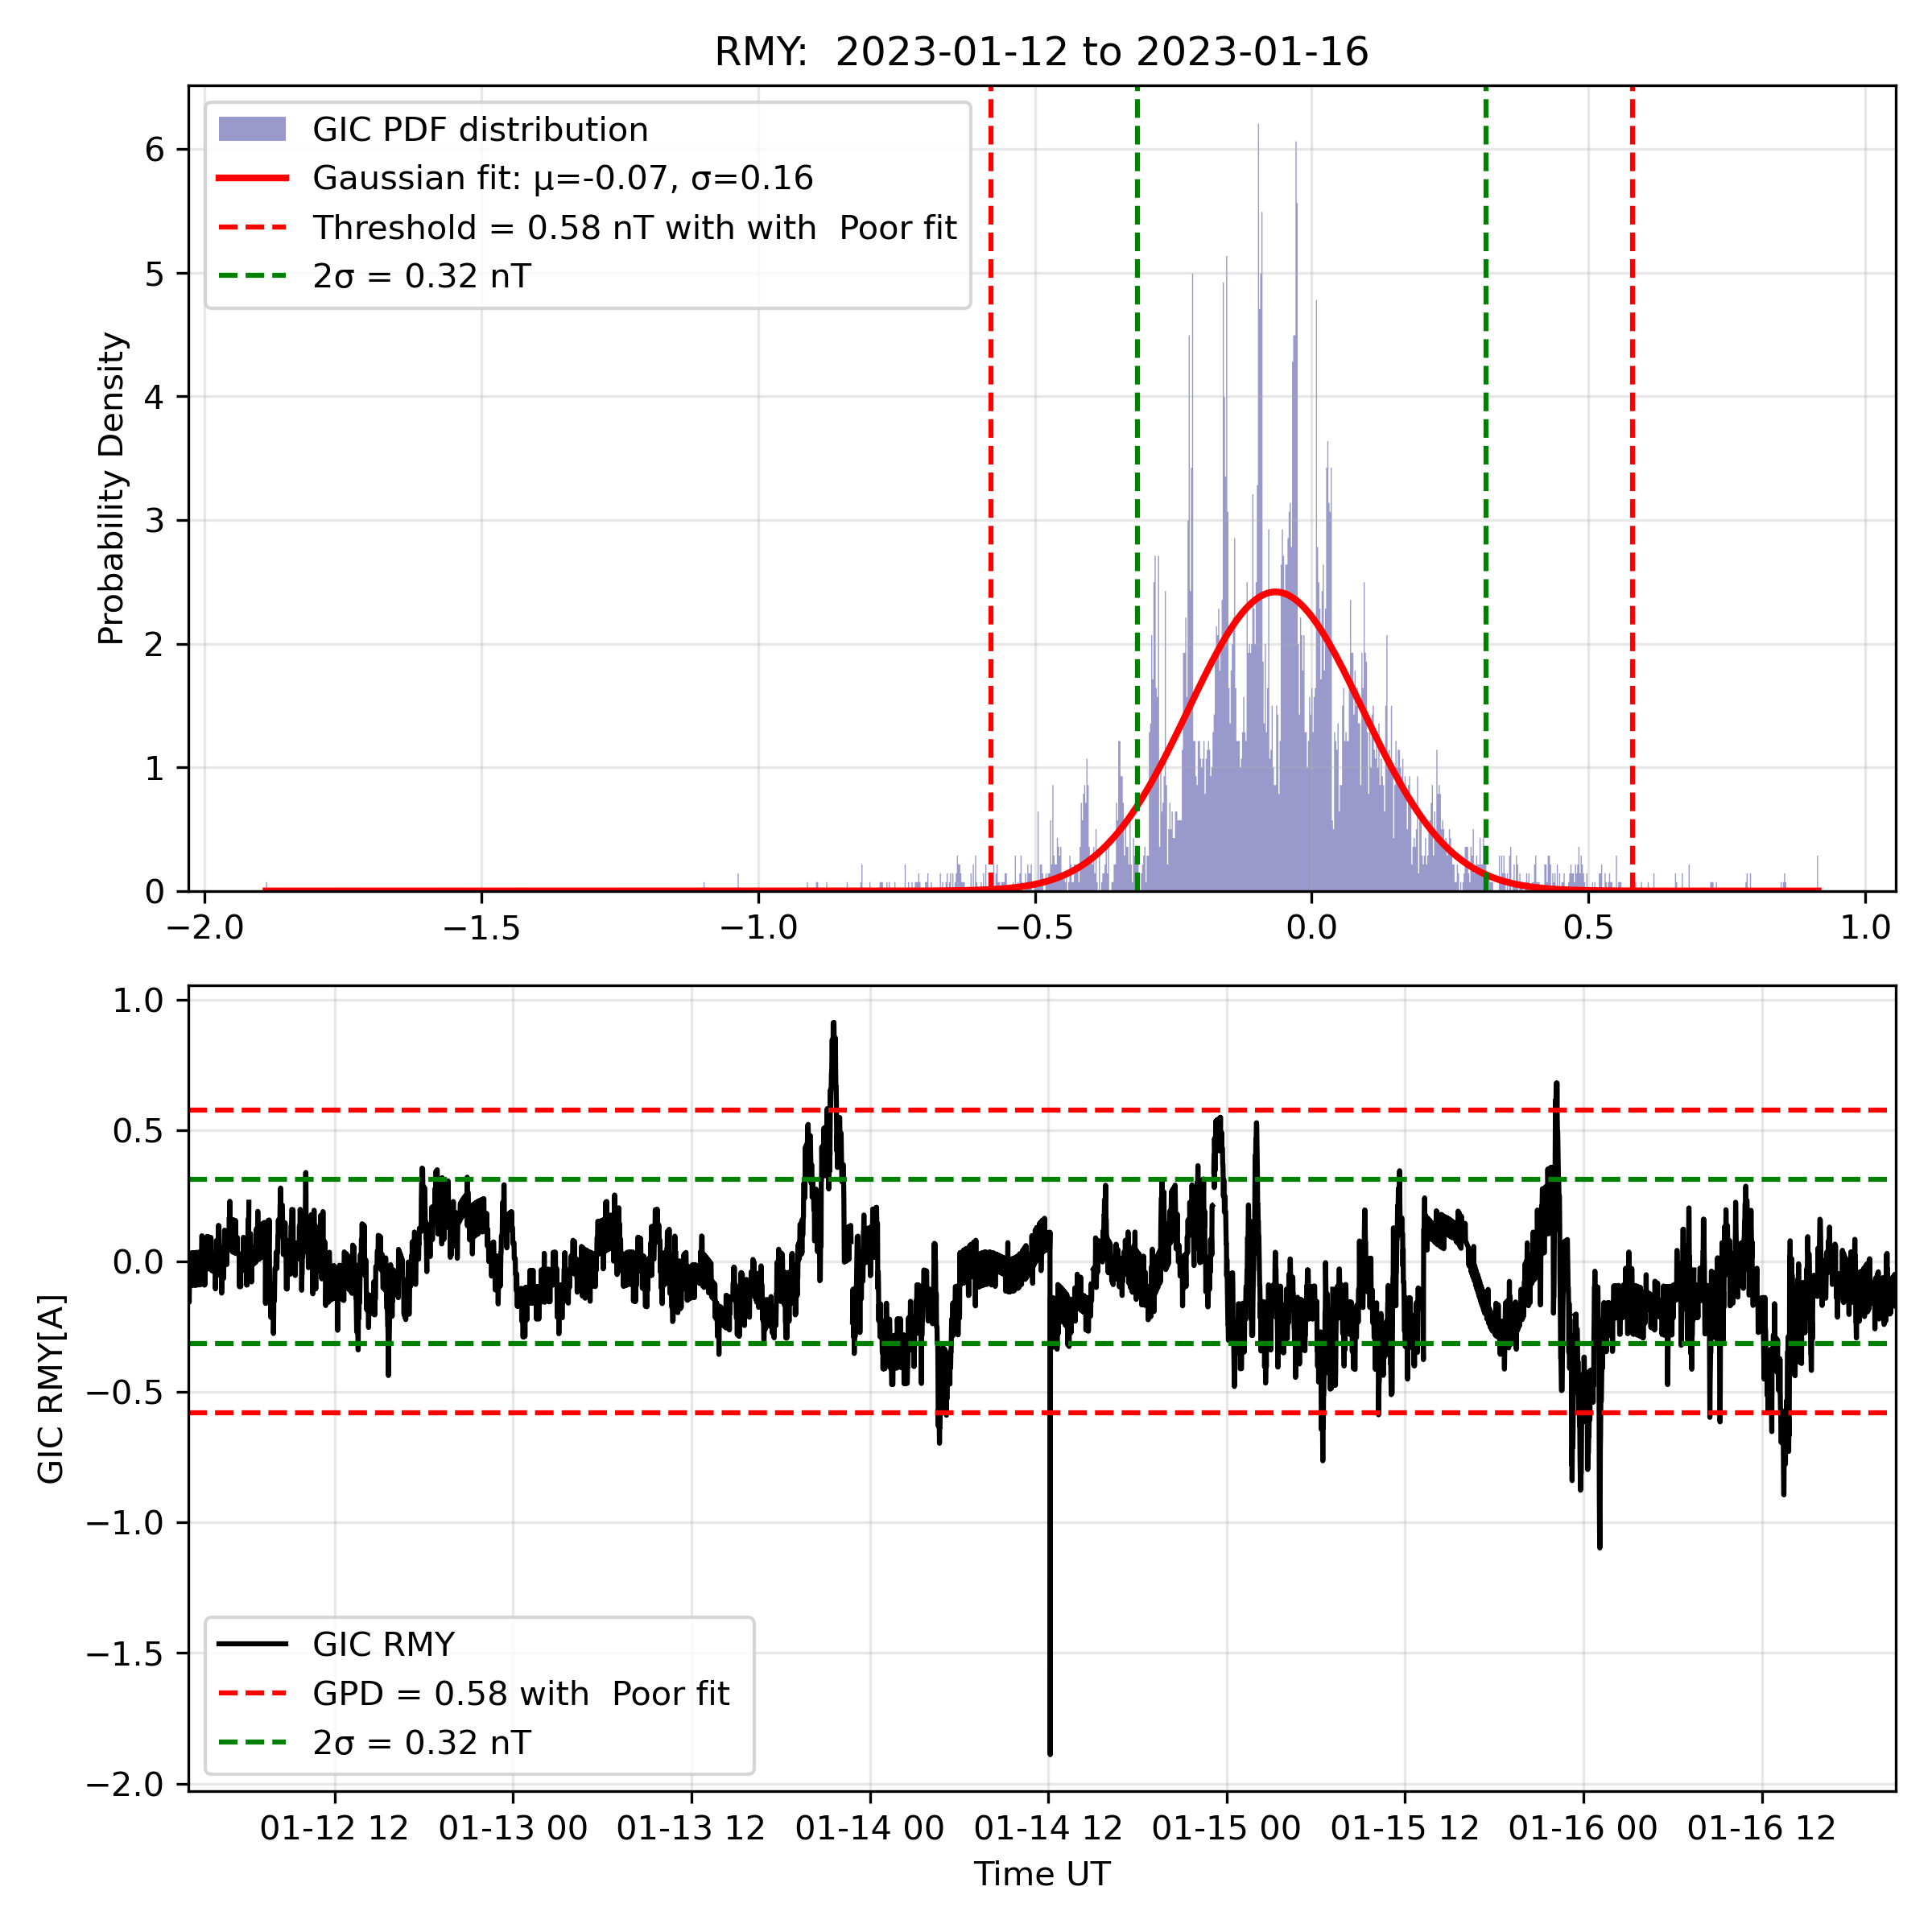 RMY:  2023-01-12 to 2023-01-16
GIC PDF distribution
Gaussian fit: μ=-0.07, σ=0.16
Threshold = 0.58 nT with with  Poor fit
2σ = 0.32 nT
Probability Density
6
5
4
3
2
1
0
−2.0 −1.5 −1.0 −0.5 0.0 0.5 1.0
GIC RMY[A]
1.0
0.5
0.0
−0.5
−1.0
−1.5
−2.0
GIC RMY
GPD = 0.58 with  Poor fit
2σ = 0.32 nT
01-12 12 01-13 00 01-13 12 01-14 00 01-14 12 01-15 00 01-15 12 01-16 00 01-16 12
Time UT